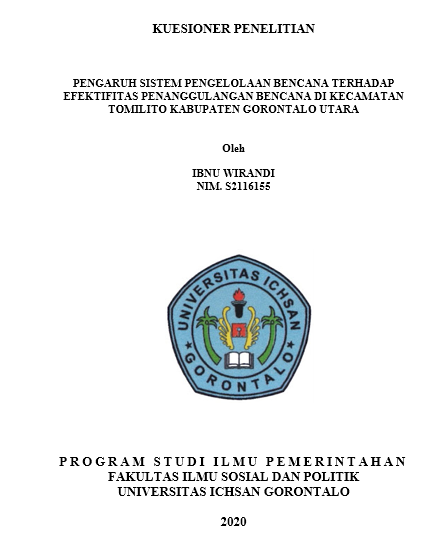 KUESIONER PENELITIAN
PENGARUH SISTEM PENGELOLAAN BENCANA TERHADAP
EFEKTIFITAS PENANGGULANGAN BENCANA DI KECAMATAN
TOMILITO KABUPATEN GORONTALO UTARA
Oleh
IBNU WIRANDI
NIM. S2116155
UNIVERSITAS ICHSAN
GORONTALO
PROGRAM STUDI ILMU PEMERINTAHAN
FAKULTAS ILMU SOSIAL DAN POLITIK
UNIVERSITAS ICHSAN GORONTALO
2020